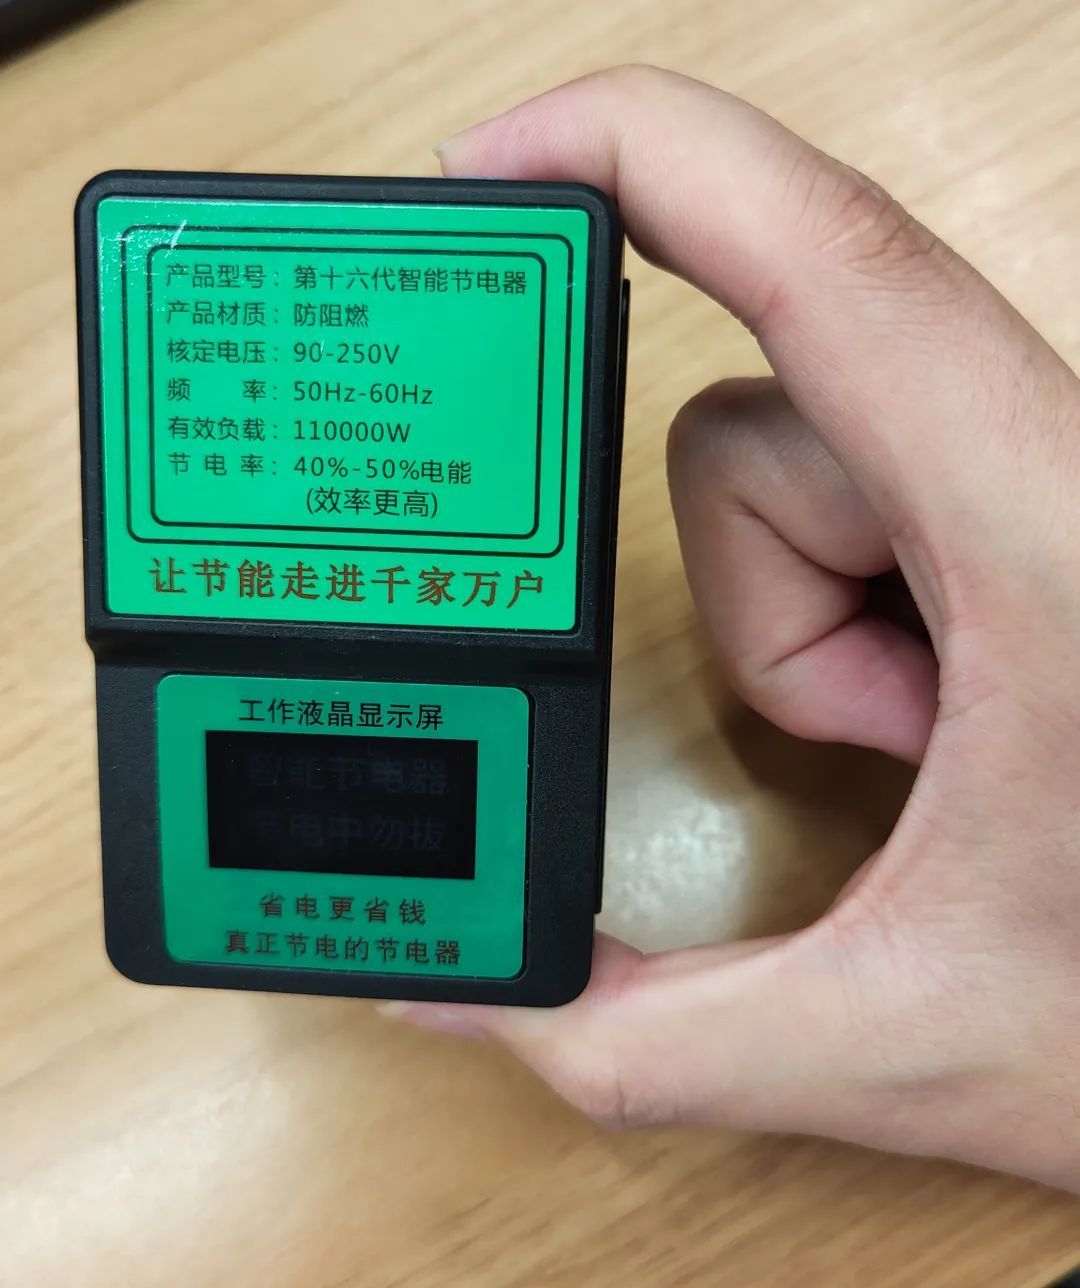 产品型号：第十六代智能节电器
产品材质：防阻燃
核定电压：90-250V
频 率：50Hz-60Hz
有效负载：110000W
节 电 率：40%-50%电能
(效率更高)
让节能走进千家万户
工作液晶显示屏
智能节电器
节电中勿拔
省电更省钱
真正节电的节电器